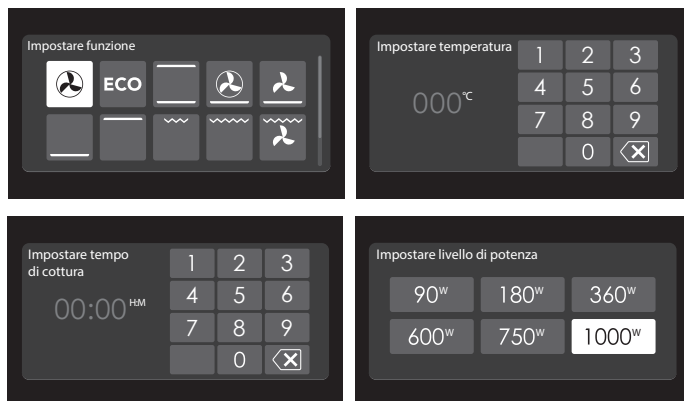 Impostare funzione
ECO
Impostare temperatura
000°C
1 2 3
4 5 6
7 8 9
0
Impostare tempo
di cottura
00:00 H:M
1 2 3
4 5 6
7 8 9
0
Impostare livello di potenza
90W 180W 360W
600W 750W 1000W